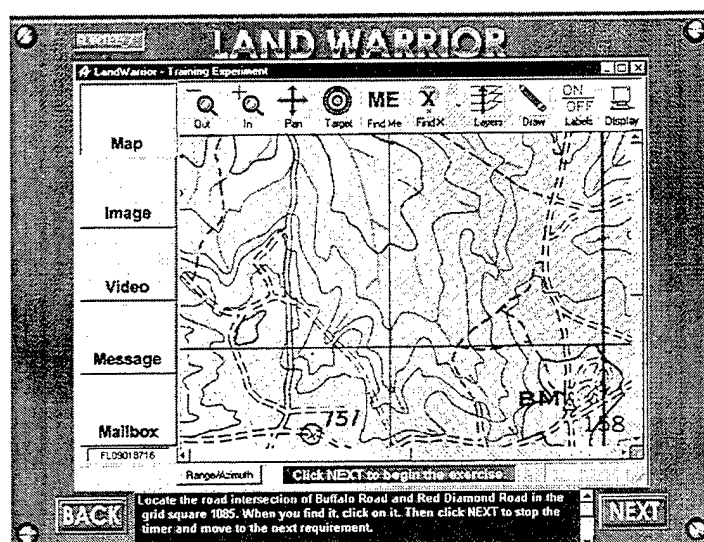 LAND WARRIOR
LandWarrior - Training Experiment
Out
In
Pan
ME
Target
Find Me
X
Find X
Layers
Draw
ON
OFF
Labels
Display
Map
Image
Video
Message
Mailbox
751
BM
158
FL09018716
Range/Azimuth
Click NEXT to begin the exercise
BACK
Locate the road intersection of Buffalo Road and Red Diamond Road in the
grid square 1085. When you find it, click on it. Then click NEXT to stop the
timer and move to the next requirement.
NEXT